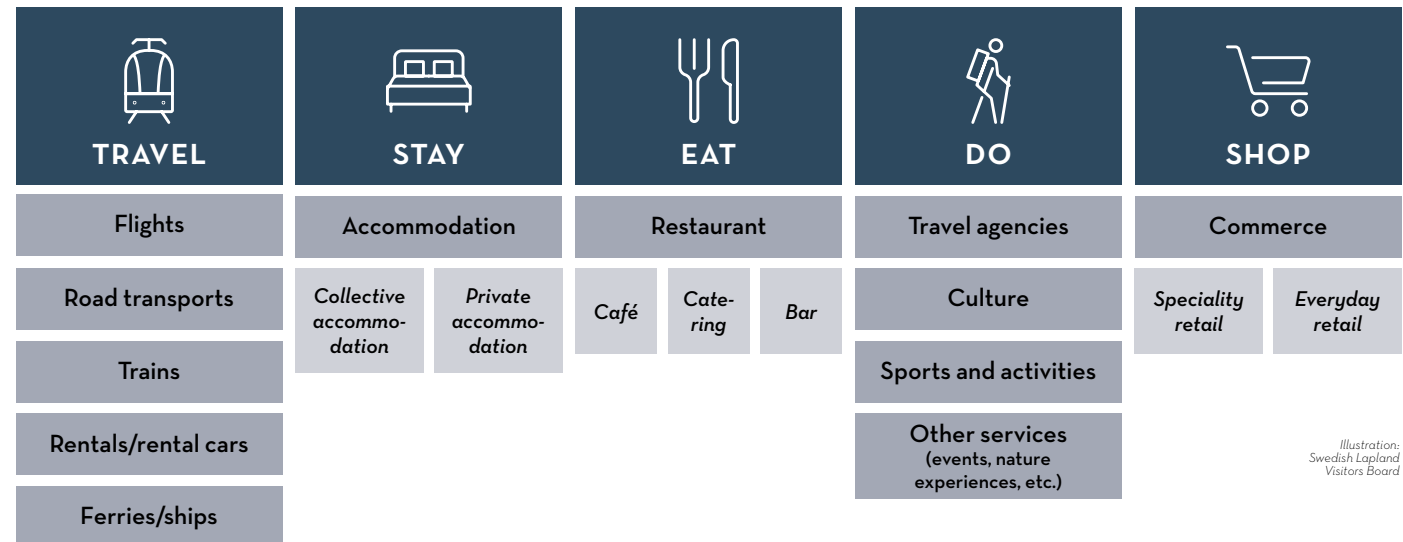 TRAVEL
Flights
Road transports
Trains
Rentals/rental cars
Ferries/ships
STAY
Accommodation
Collective
accommo-
dation
Private
accommo-
dation
EAT
Restaurant
Café
Cate-
ring
Bar
DO
Travel agencies
Culture
Sports and activities
Other services
(events, nature
experiences, etc.)
SHOP
Commerce
Speciality
retail
Everyday
retail
Illustration:
Swedish Lapland
Visitors Board